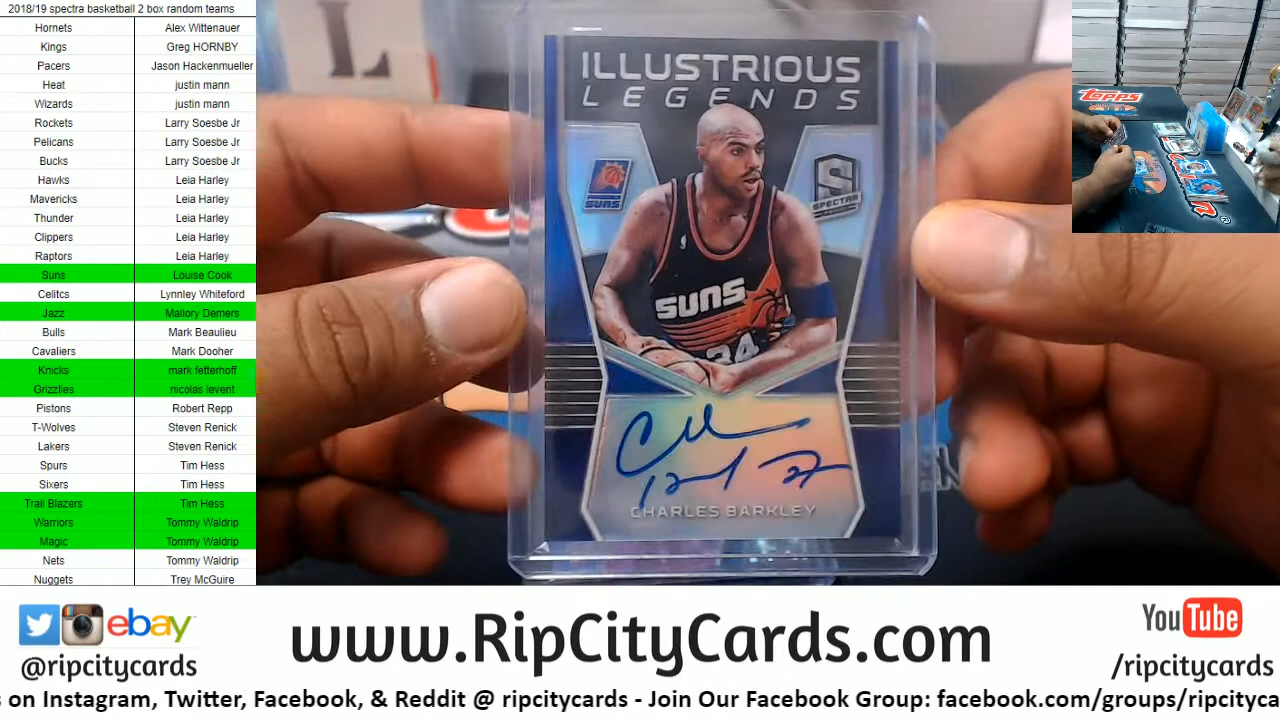 2018/19 spectra basketball 2 box random teams
Hornets Alex Wittenauer
Kings Greg HORNBY
Pacers Jason Hackenmueller
Heat justin mann
Wizards justin mann
Rockets Larry Soesbe Jr
Pelicans Larry Soesbe Jr
Bucks Larry Soesbe Jr
Hawks Leia Harley
Mavericks Leia Harley
Thunder Leia Harley
Clippers Leia Harley
Raptors Leia Harley
Suns Louise Cook
Celitcs Lynnley Whiteford
Jazz Mallory Demers
Bulls Mark Beaulieu
Cavaliers Mark Dooher
Knicks mark fetterhoff
Grizzlies nicolas levent
Pistons Robert Repp
T-Wolves Steven Renick
Lakers Steven Renick
Spurs Tim Hess
Sixers Tim Hess
Trail Blazers Tim Hess
Warriors Tommy Waldrip
Magic Tommy Waldrip
Nets Tommy Waldrip
Nuggets Trey McGuire
L
ILLUSTRIOUS
LEGENDS
SUNS
S
SPECTRA
SUNS
34
CHARLES BARKLEY
Topps
ebay
@ripcitycards
www.RipCityCards.com
YouTube
/ripcitycards
s on Instagram, Twitter, Facebook, & Reddit @ ripcitycards - Join Our Facebook Group: facebook.com/groups/ripcityca